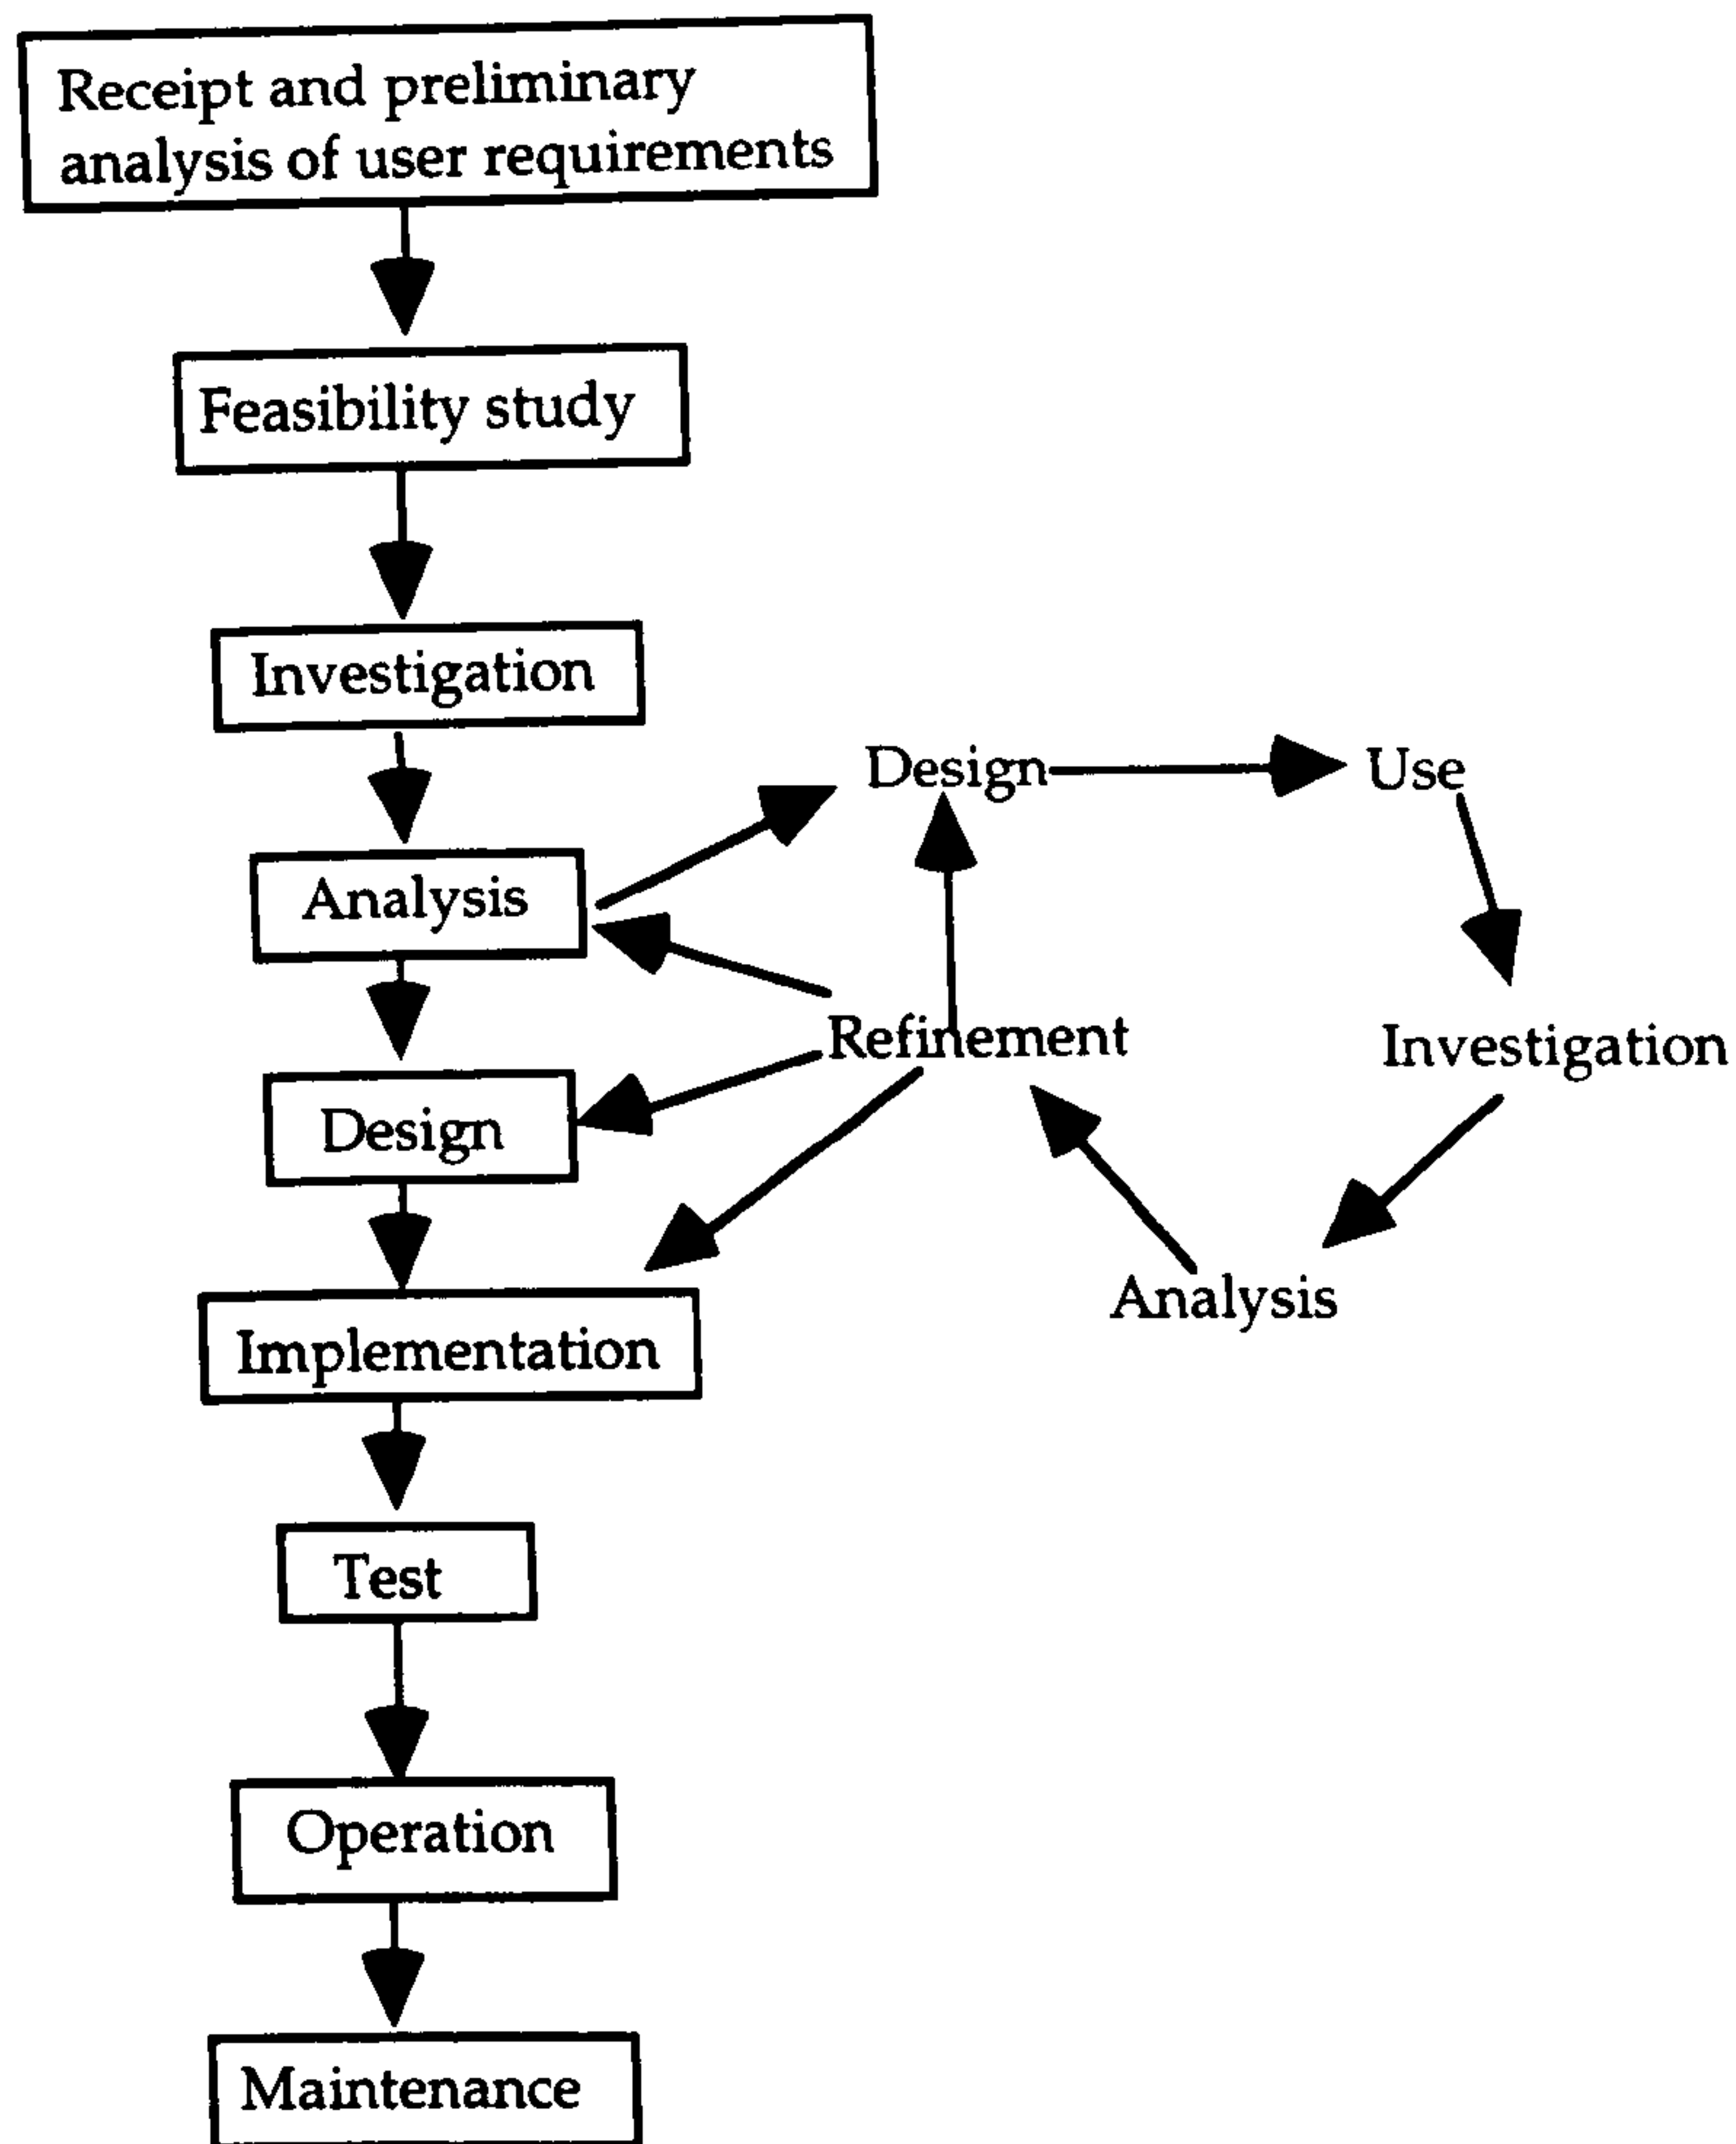 Receipt and preliminary
analysis of user requirements
Feasibility study
Investigation
Design
Use
Analysis
Refinement
Investigation
Design
Analysis
Implementation
Test
Operation
Maintenance